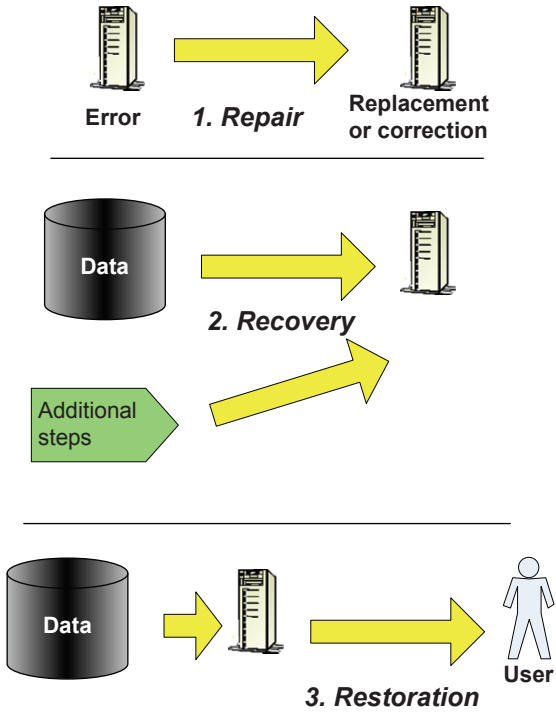 Error
1. Repair
Replacement
or correction
Data
2. Recovery
Additional
steps
Data
User
3. Restoration